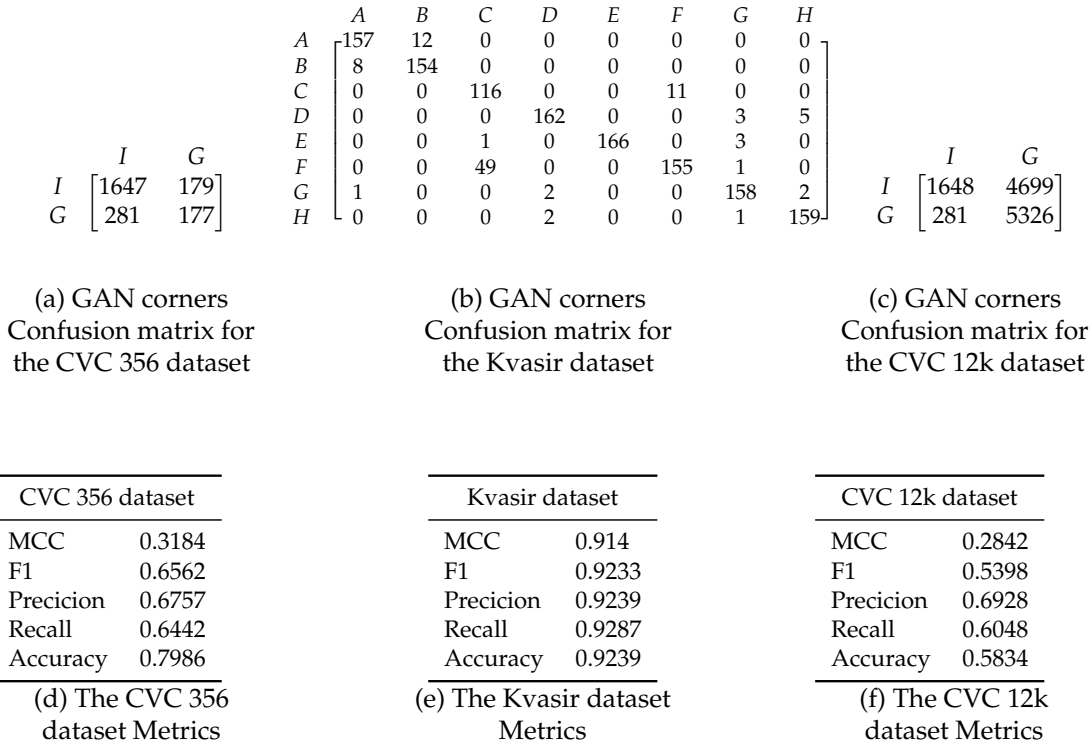 I G
I 1647 179
G 281 177
(a) GAN corners
Confusion matrix for
the CVC 356 dataset
A B C D E F G H
A 157 12 0 0 0 0 0 0
B 8 154 0 0 0 0 0 0
C 0 0 116 0 0 11 0 0
D 0 0 0 162 0 0 3 5
E 0 0 1 0 166 0 3 0
F 0 0 49 0 0 155 1 0
G 1 0 0 2 0 0 158 2
H 0 0 0 2 0 0 1 159
(b) GAN corners
Confusion matrix for
the Kvasir dataset
I G
I 1648 4699
G 281 5326
(c) GAN corners
Confusion matrix for
the CVC 12k dataset
CVC 356 dataset
MCC 0.3184
F1 0.6562
Precicion 0.6757
Recall 0.6442
Accuracy 0.7986
(d) The CVC 356
dataset Metrics
Kvasir dataset
MCC 0.914
F1 0.9233
Precicion 0.9239
Recall 0.9287
Accuracy 0.9239
(e) The Kvasir dataset
Metrics
CVC 12k dataset
MCC 0.2842
F1 0.5398
Precicion 0.6928
Recall 0.6048
Accuracy 0.5834
(f) The CVC 12k
dataset Metrics